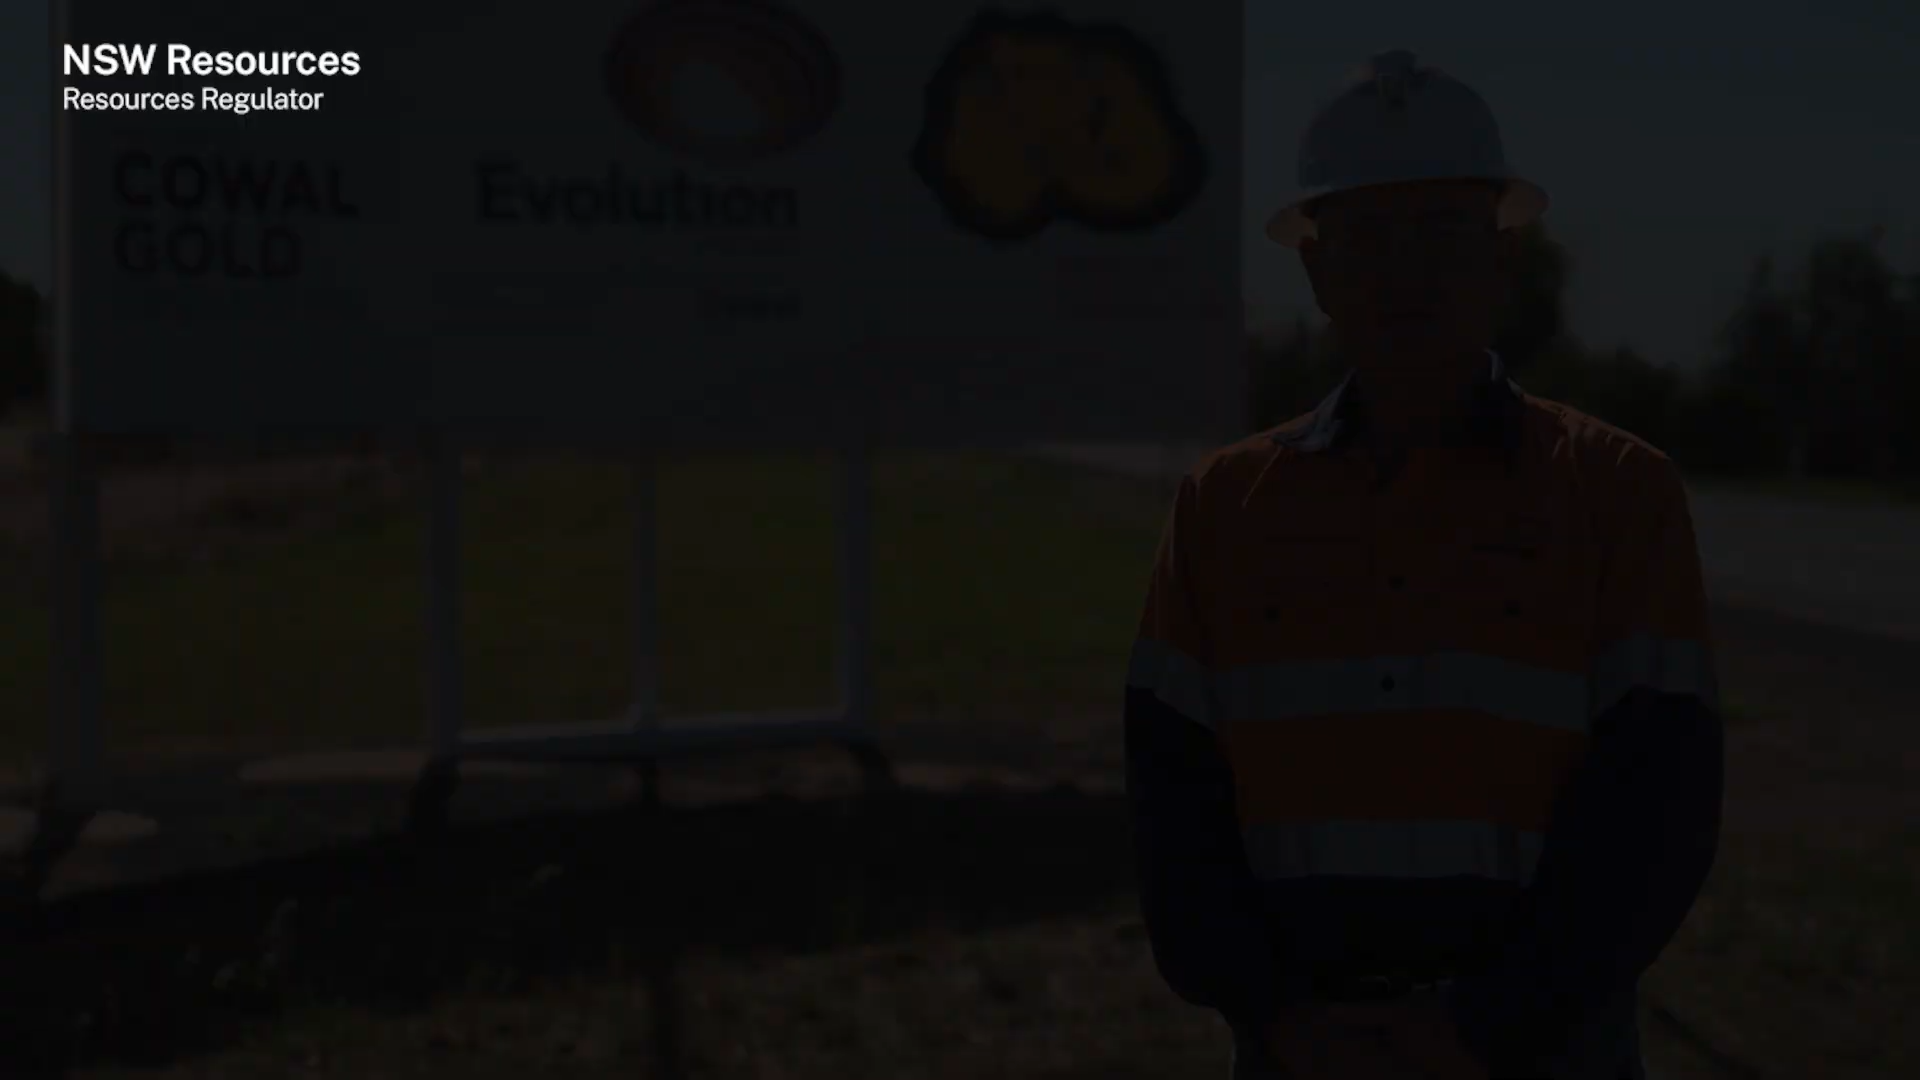 NSW Resources
Resources Regulator
COWAL
GOLD
Evolution